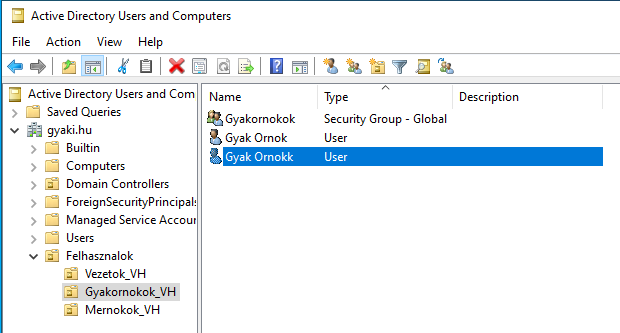 Active Directory Users and Computers
File Action View Help
Active Directory Users and Com
Saved Queries
gyaki.hu
Builtin
Computers
Domain Controllers
ForeignSecurityPrincipals
Managed Service Accour
Users
Felhasznalok
Vezetok_VH
Gyakornokok_VH
Mernokok_VH
Name Type Description
Gyakornokok Security Group - Global
Gyak Ornok User
Gyak Ornokk User